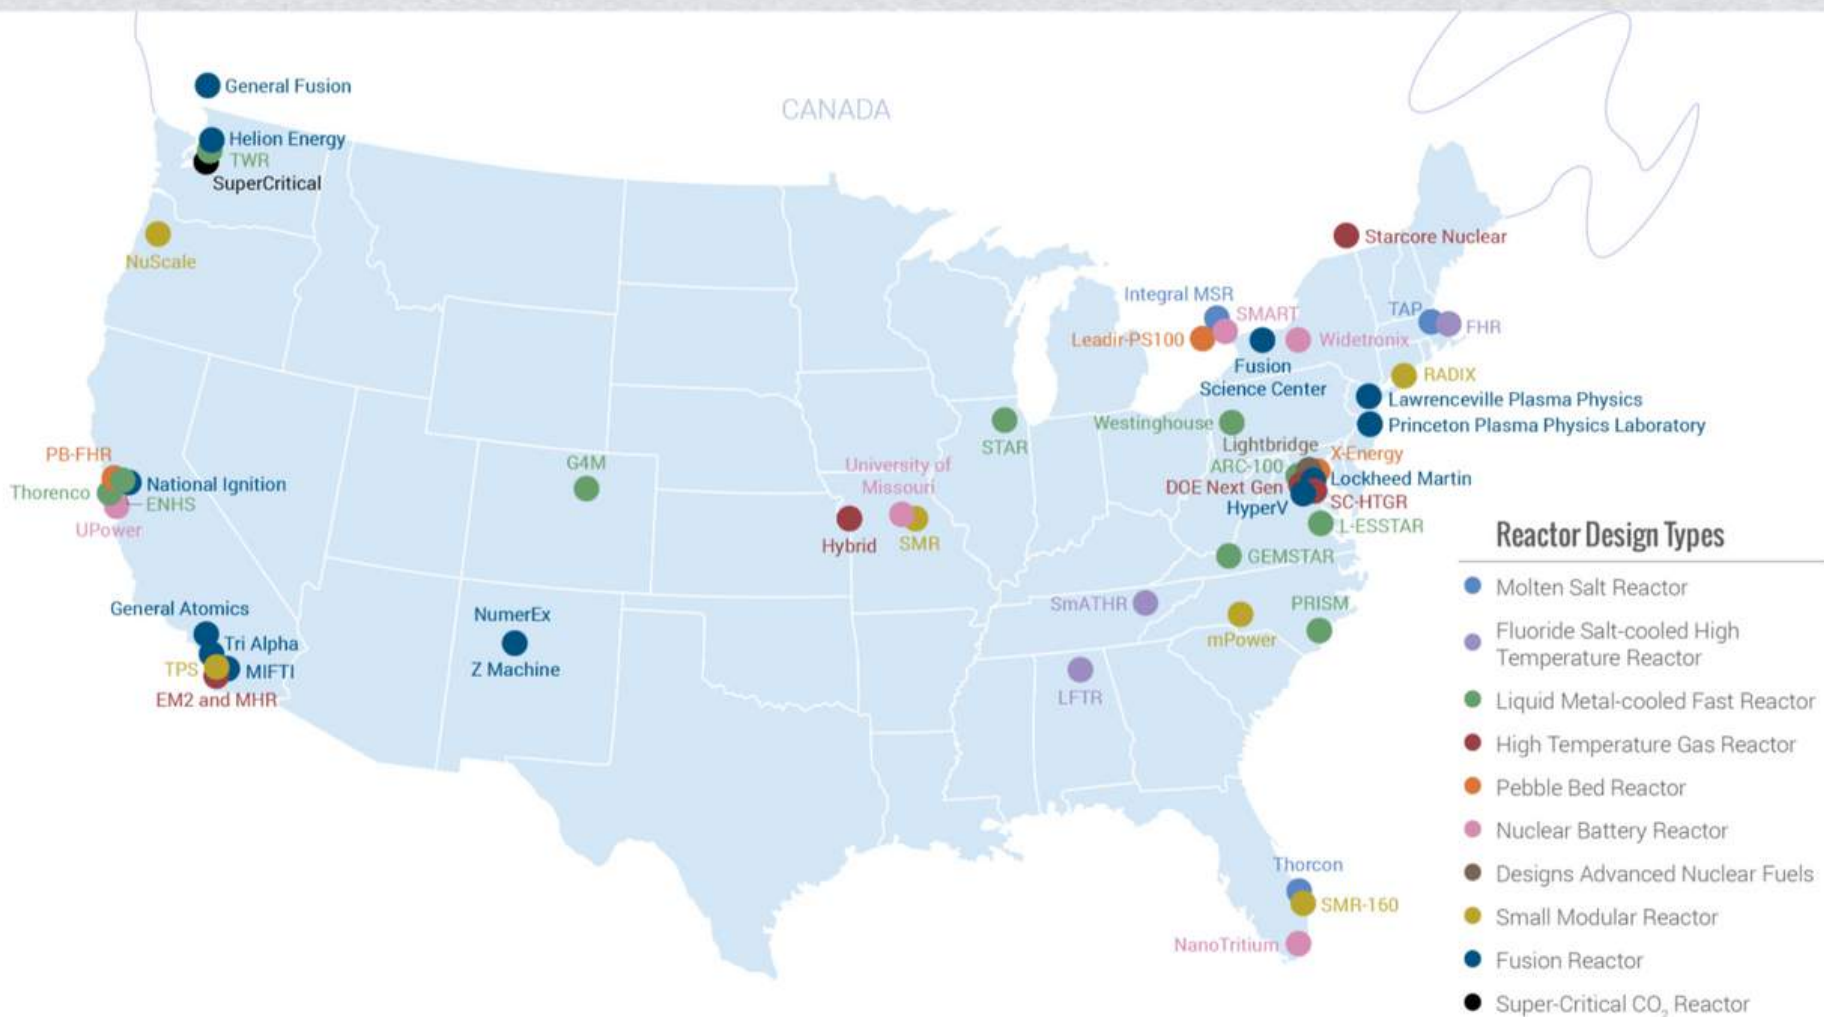 CANADA
General Fusion
Helion Energy
TWR
SuperCritical
NuScale
PB-FHR
Thorenco
National Ignition
ENHS
UPower
General Atomics
Tri Alpha
TPS
MIFTI
EM2 and MHR
G4M
NumerEx
Z Machine
University of
Missouri
Hybrid
SMR
STAR
Starcore Nuclear
Integral MSR
SMART
Leadir-PS100
Widetronix
Fusion
Science Center
TAP
FHR
RADIX
Lawrenceville Plasma Physics
Princeton Plasma Physics Laboratory
Westinghouse
Lightbridge
X-Energy
ARC-100
Lockheed Martin
DOE Next Gen
SC-HTGR
HyperV
L-ESSTAR
GEMSTAR
SmATHR
PRISM
mPower
LFTR
Thorcon
SMR-160
NanoTritium
Reactor Design Types
Molten Salt Reactor
Fluoride Salt-cooled High
Temperature Reactor
Liquid Metal-cooled Fast Reactor
High Temperature Gas Reactor
Pebble Bed Reactor
Nuclear Battery Reactor
Designs Advanced Nuclear Fuels
Small Modular Reactor
Fusion Reactor
Super-Critical CO₂ Reactor